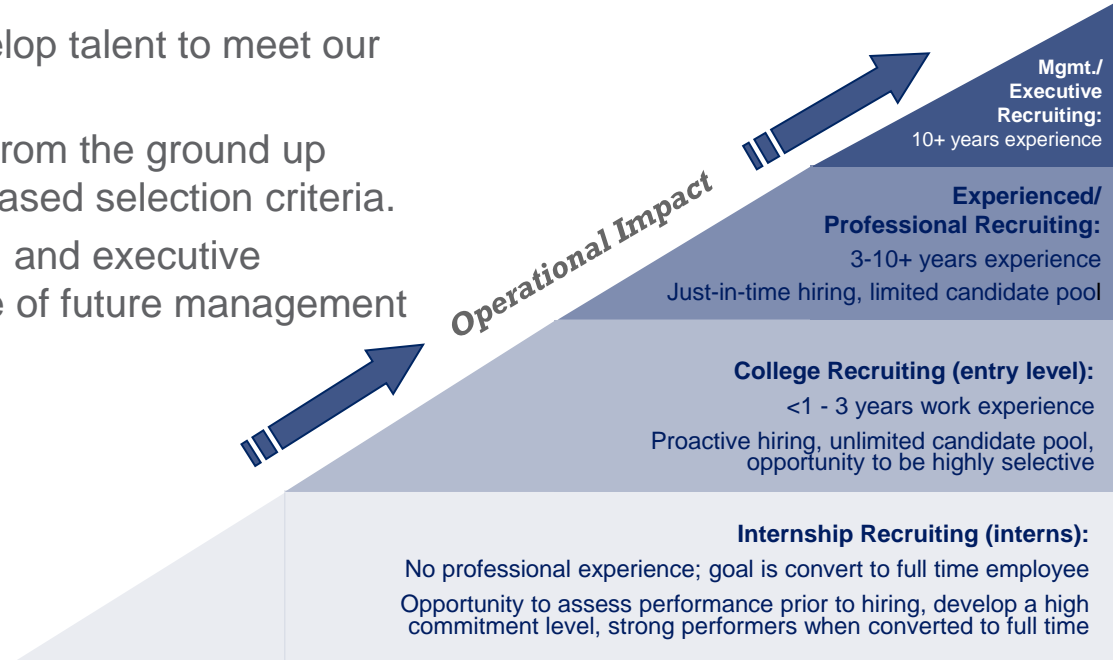 elop talent to meet our
rom the ground up
ased selection criteria.
and executive
e of future management
Operational Impact
Mgmt./
Executive
Recruiting:
10+ years experience
Experienced/
Professional Recruiting:
3-10+ years experience
Just-in-time hiring, limited candidate pool
College Recruiting (entry level):
<1 - 3 years work experience
Proactive hiring, unlimited candidate pool,
opportunity to be highly selective
Internship Recruiting (interns):
No professional experience; goal is convert to full time employee
Opportunity to assess performance prior to hiring, develop a high
commitment level, strong performers when converted to full time